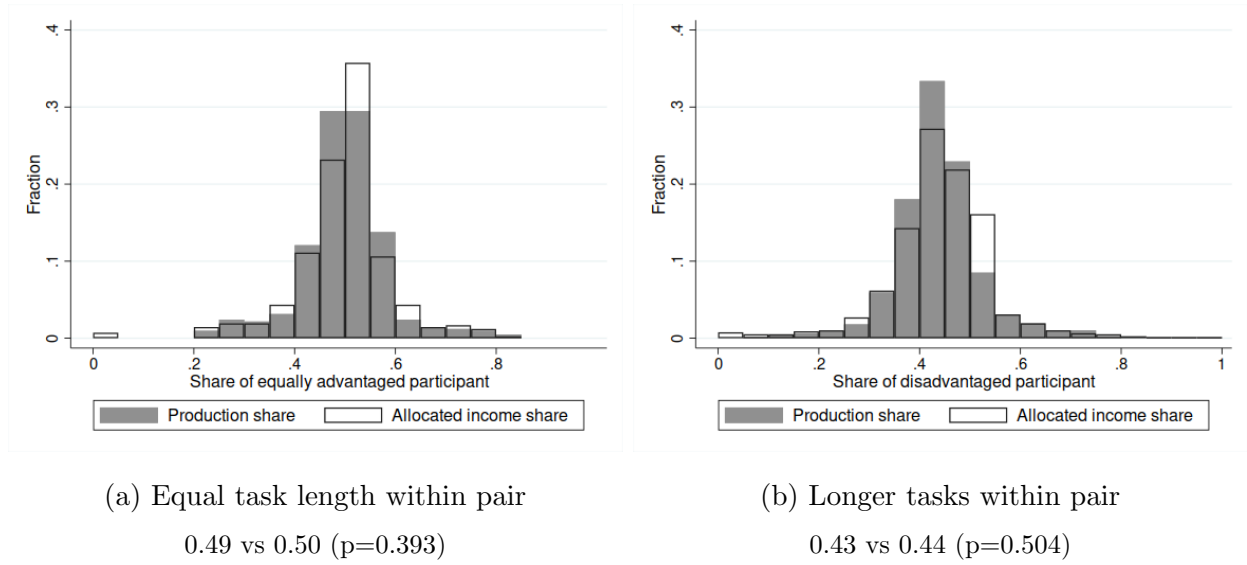 .4
.3
.2
.1
0
Fraction
0 .2 .4 .6 .8
Share of equally advantaged participant
Production share Allocated income share
(a) Equal task length within pair
0.49 vs 0.50 (p=0.393)
.4
.3
.2
.1
0
Fraction
0 .2 .4 .6 .8 1
Share of disadvantaged participant
Production share Allocated income share
(b) Longer tasks within pair
0.43 vs 0.44 (p=0.504)